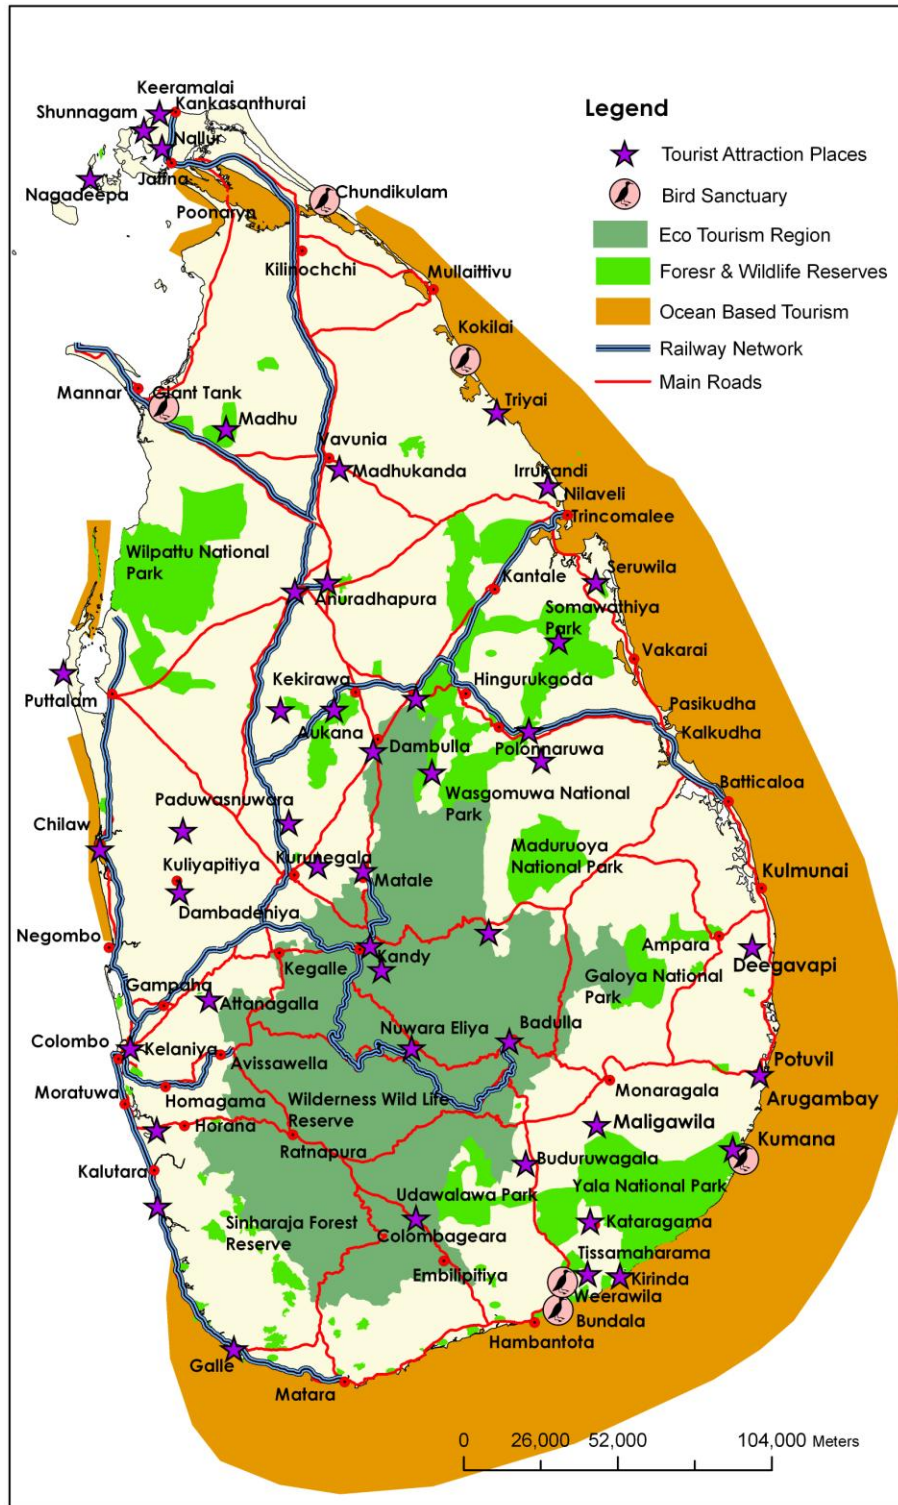 Keeramalai
Kankasanthurai
Shunnagam
Nallur
Jaffna
Nagadeepa
Poonaryn
Chundikulam
Kilinochchi
Mullaittivu
Kokilai
Legend
Tourist Attraction Places
Bird Sanctuary
Eco Tourism Region
Foresr & Wildlife Reserves
Ocean Based Tourism
Railway Network
Main Roads
Mannar
Giant Tank
Madhu
Triyai
Vavunia
Madhukanda
Irrukandi
Nilaveli
Trincomalee
Wilpattu National
Park
Anuradhapura
Kantale
Seruwila
Somawathiya
Park
Vakarai
Puttalam
Kekirawa
Hingurukgoda
Aukana
Pasikudha
Kalkudha
Dambulla
Polonnaruwa
Wasgomuwa National
Park
Batticaloa
Paduwasnuwara
Chilaw
Maduruoya
National Park
Kurunegala
Kuliyapitiya
Matale
Kulmunai
Dambadeniya
Negombo
Kandy
Kegalle
Ampara
Deegavapi
Galoya National
Park
Gampaha
Attanagalla
Nuwara Eliya
Badulla
Colombo
Kelaniya
Avissawella
Potuvil
Monaragala
Arugambay
Moratuwa
Homagama
Wilderness Wild Life
Reserve
Horana
Maligawila
Ratnapura
Kumana
Kalutara
Buduruwagala
Yala National Park
Udawalawa Park
Sinharaja Forest
Reserve
Colombageara
Kataragama
Tissamaharama
Embilipitiya
Kirinda
Weerawila
Bundala
Hambantota
Galle
Matara
0 26,000 52,000 104,000 Meters